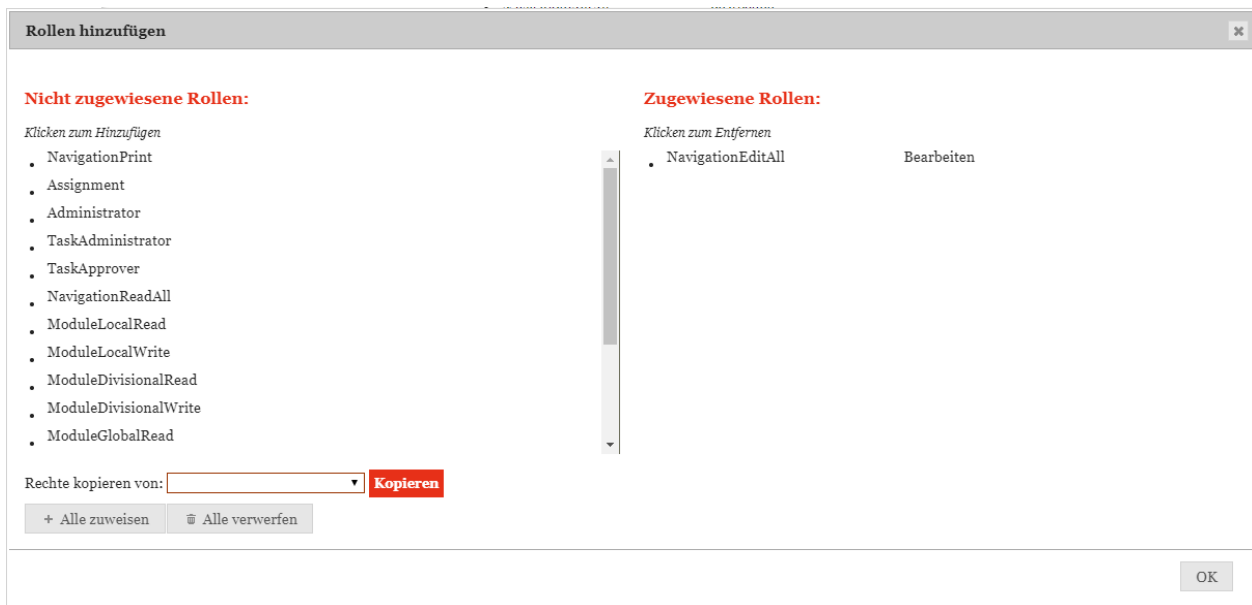 Rollen hinzufügen
Nicht zugewiesene Rollen:
Klicken zum Hinzufügen
NavigationPrint
Assignment
Administrator
TaskAdministrator
TaskApprover
NavigationReadAll
ModuleLocalRead
ModuleLocalWrite
ModuleDivisionalRead
ModuleDivisionalWrite
ModuleGlobalRead
Zugewiesene Rollen:
Klicken zum Entfernen
NavigationEditAll Bearbeiten
Rechte kopieren von: Kopieren
+ Alle zuweisen Alle verwerfen
OK